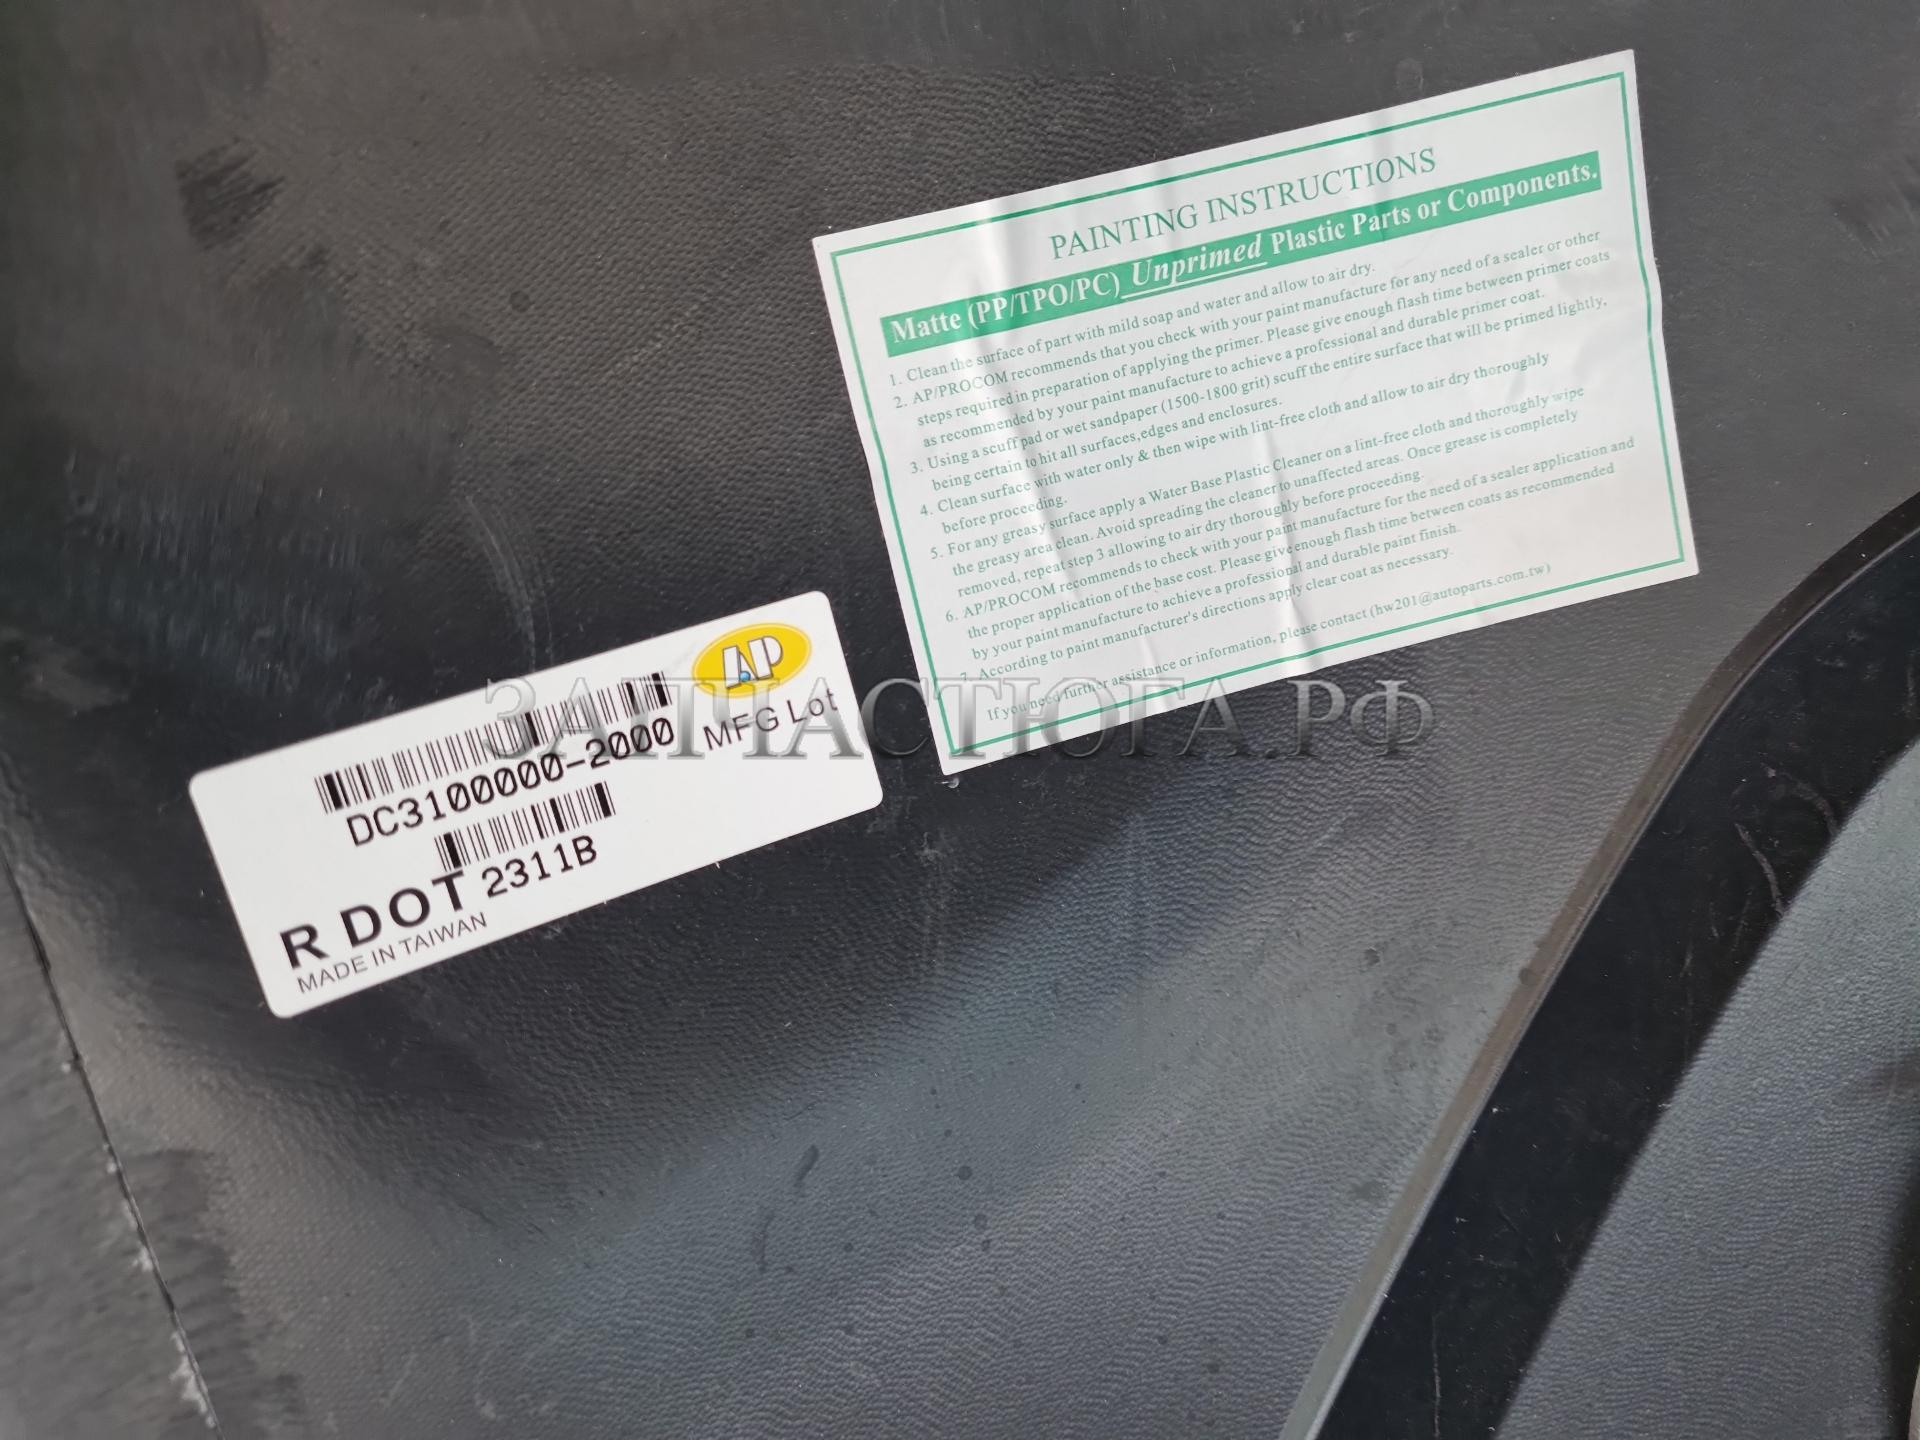 PAINTING INSTRUCTIONS
Matte (PP/TPO/PC) Unprimed Plastic Parts or Components.
1. Clean the surface of part with mild soap and water and allow to air dry.
2. AP/PROCOM recommends that you check with your paint manufacture for any need of a sealer or other
steps required in preparation of applying the primer. Please give enough flash time between primer coats
as recommended by your paint manufacture to achieve a professional and durable primer coat.
3. Using a scuff pad or wet sandpaper (1500-1800 grit) scuff the entire surface that will be primed lightly,
being certain to hit all surfaces,edges and enclosures.
4. Clean surface with water only & then wipe with lint-free cloth and allow to air dry thoroughly
before proceeding.
5. For any greasy surface apply a Water Base Plastic Cleaner on a lint-free cloth and thoroughly wipe
the greasy area clean. Avoid spreading the cleaner to unaffected areas. Once grease is completely
removed, repeat step 3 allowing to air dry thoroughly before proceeding.
6. AP/PROCOM recommends to check with your paint manufacture for the need of a sealer application and
the proper application of the base cost. Please give enough flash time between coats as recommended
by your paint manufacture to achieve a professional and durable paint finish.
7. According to paint manufacturer's directions apply clear coat as necessary.
If you need further assistance or information, please contact (hw201@autoparts.com.tw)
AP
DC3100000-2000 MFG Lot
R DOT 2311B
MADE IN TAIWAN
ЗАПЧАСТЮГА.РФ